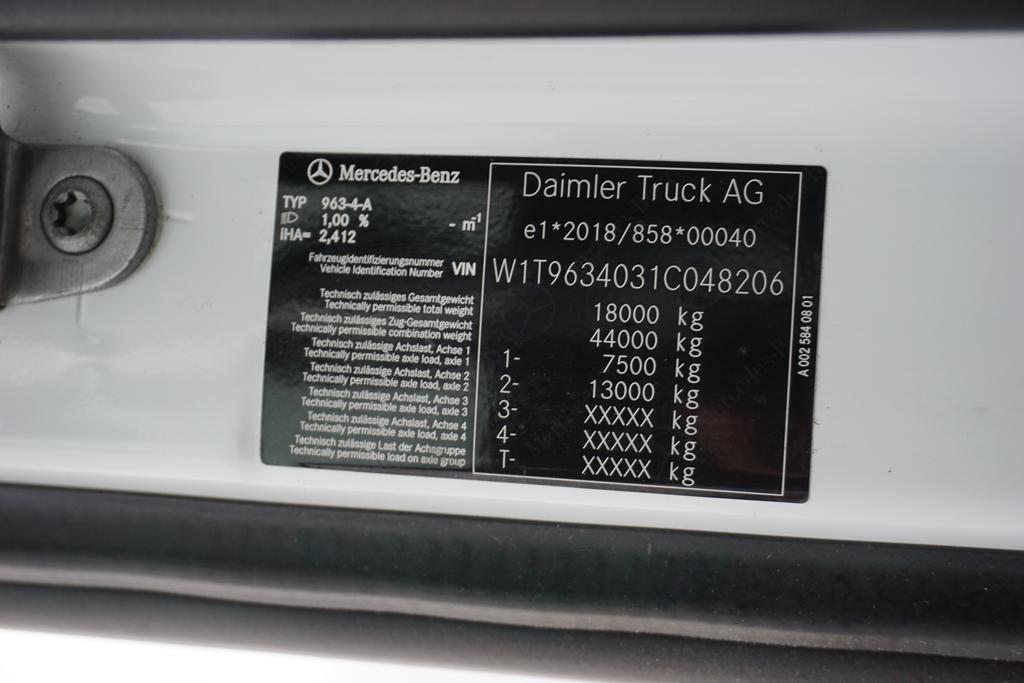 Mercedes-Benz
TYP 963-4-A
1,00 % - m⁻¹
iHA= 2,412
Daimler Truck AG
e1*2018/858*00040
Fahrzeugidentifizierungsnummer
Vehicle Identification Number VIN W1T9634031C048206
Technisch zulässiges Gesamtgewicht
Technically permissible total weight 18000 kg
Technisch zulässiges Zug-Gesamtgewicht
Technically permissible combination weight 44000 kg
Technisch zulässige Achslast, Achse 1
Technically permissible axle load, axle 1 1- 7500 kg
Technisch zulässige Achslast, Achse 2
Technically permissible axle load, axle 2 2- 13000 kg
Technisch zulässige Achslast, Achse 3
Technically permissible axle load, axle 3 3- XXXXX kg
Technisch zulässige Achslast, Achse 4
Technically permissible axle load, axle 4 4- XXXXX kg
Technisch zulässige Last der Achsgruppe
Technically permissible load on axle group T- XXXXX kg
A 002 584 08 01